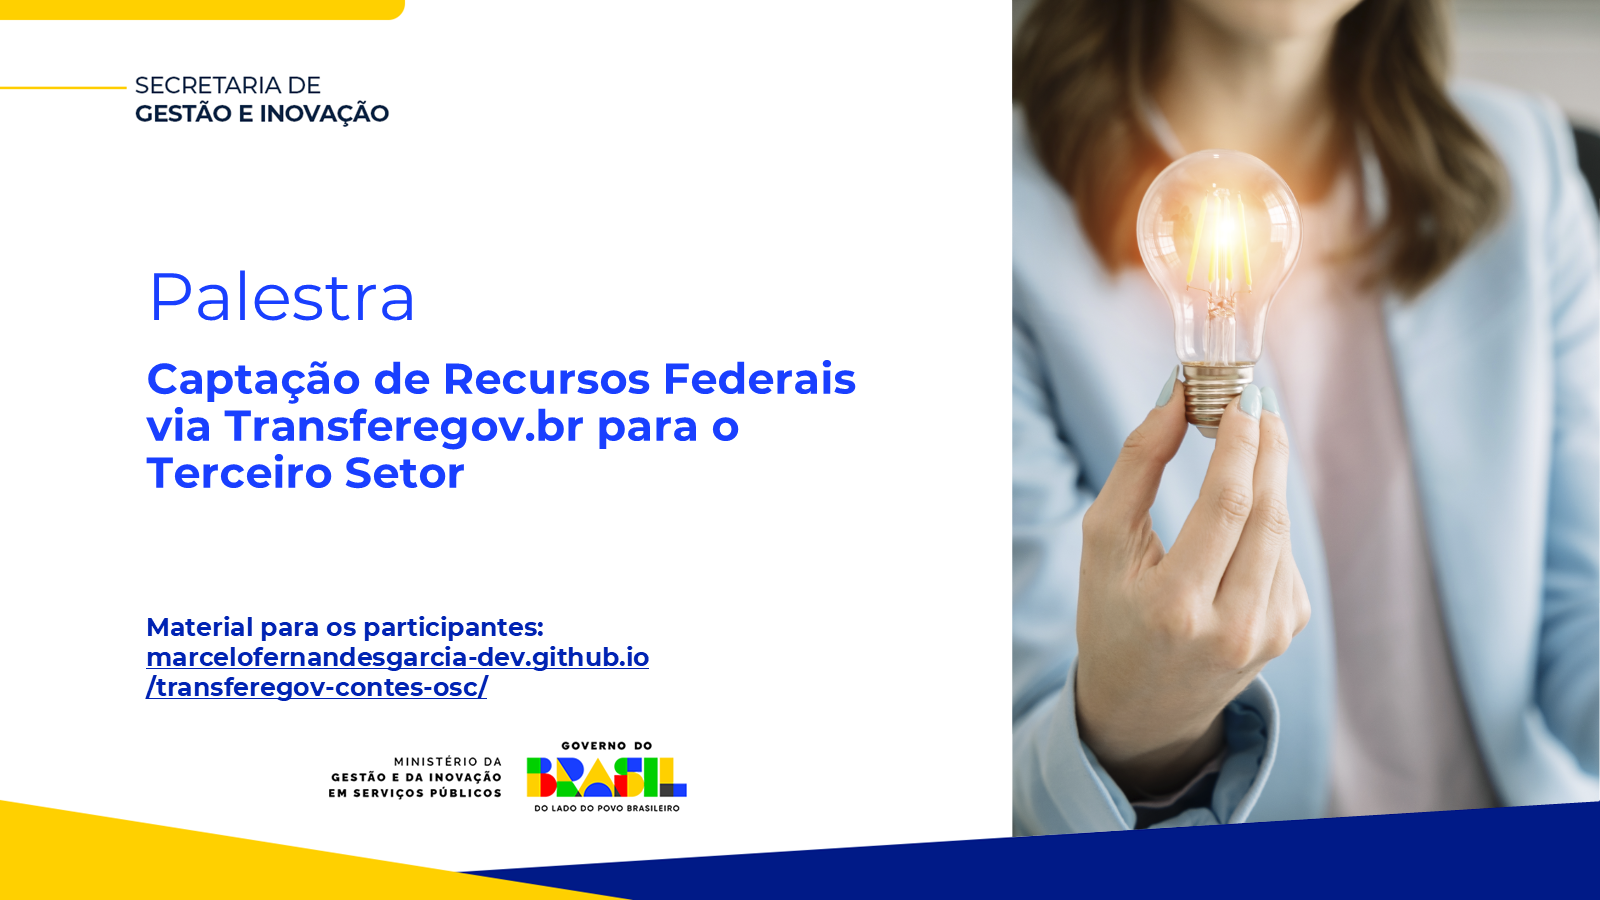 SECRETARIA DE
GESTÃO E INOVAÇÃO
Palestra
Captação de Recursos Federais
via Transferegov.br para o
Terceiro Setor
Material para os participantes:
marcelofernandesgarcia-dev.github.io
/transferegov-contes-osc/
MINISTÉRIO DA
GESTÃO E DA INOVAÇÃO
EM SERVIÇOS PÚBLICOS
GOVERNO DO
BRASIL
DO LADO DO POVO BRASILEIRO